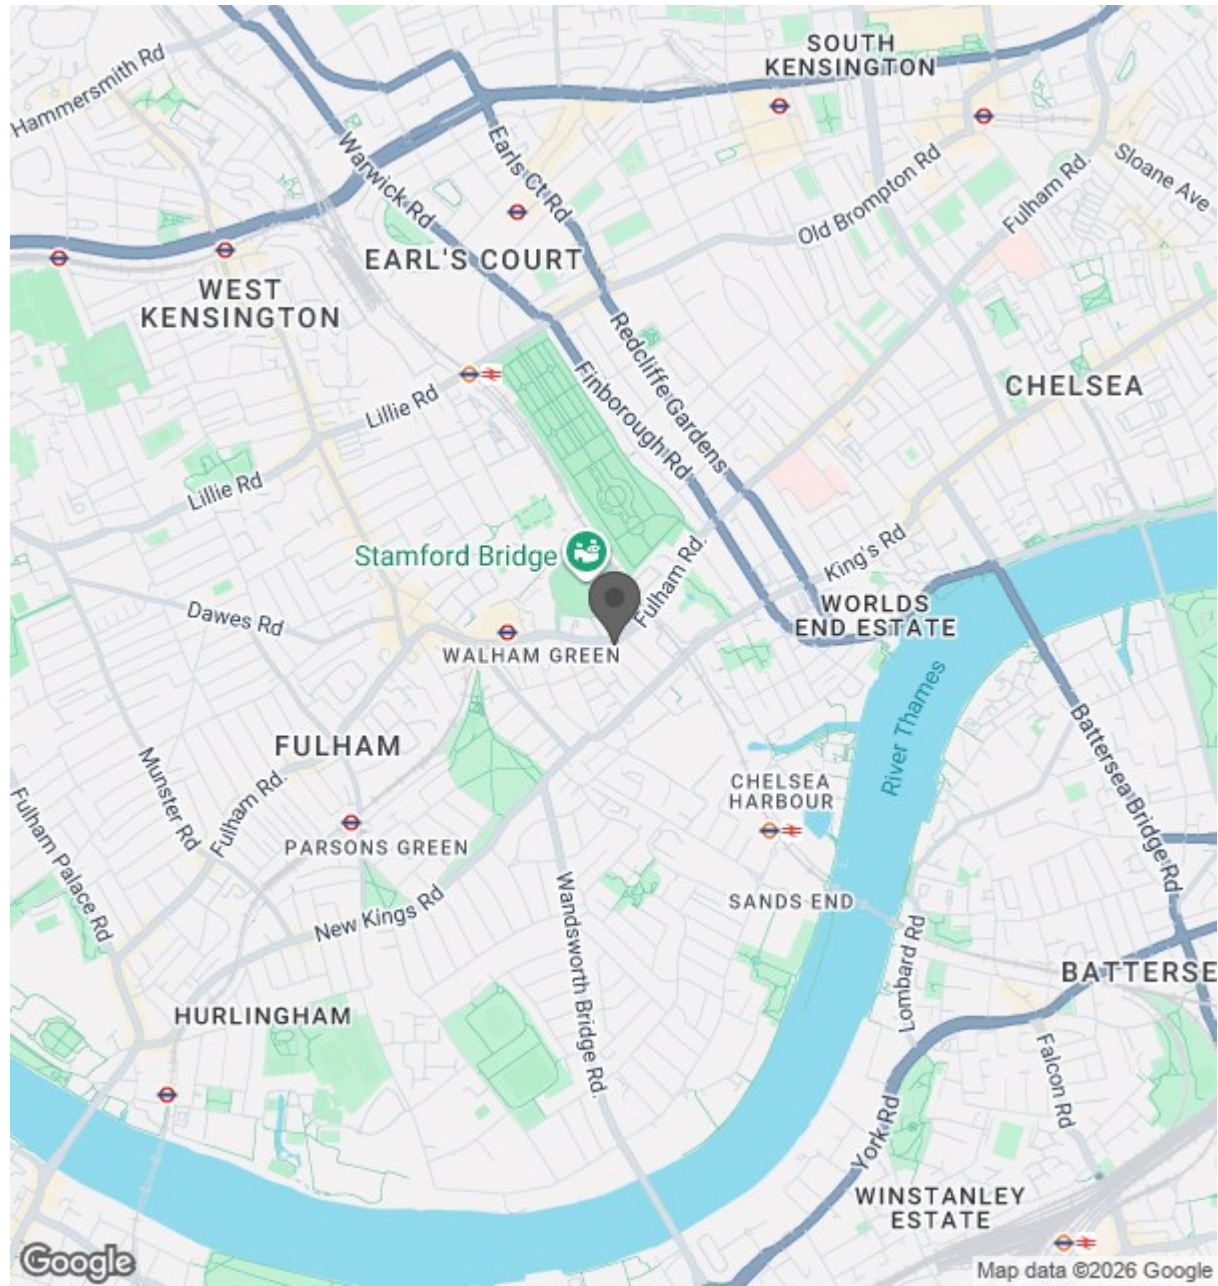 SOUTH
KENSINGTON
Hammersmith Rd
Warwick Rd
Earls Ct Rd
Sloane Ave
Old Brompton Rd
Fulham Rd.
EARL'S COURT
WEST
KENSINGTON
Redcliffe Gardens
Finborough Rd
CHELSEA
Lillie Rd
Lillie Rd
King's Rd
Stamford Bridge
Fulham Rd.
WORLDS
END ESTATE
Dawes Rd
WALHAM GREEN
River Thames
FULHAM
Munster Rd
Fulham Rd.
Battersea Bridge Rd
CHELSEA
HARBOUR
Fulham Palace Rd
PARSONS GREEN
SANDS END
New Kings Rd
Wandsworth Bridge Rd.
Lombard Rd
BATTERSE
HURLINGHAM
Falcon Rd
York Rd
WINSTANLEY
ESTATE
Google
Map data ©2026 Google